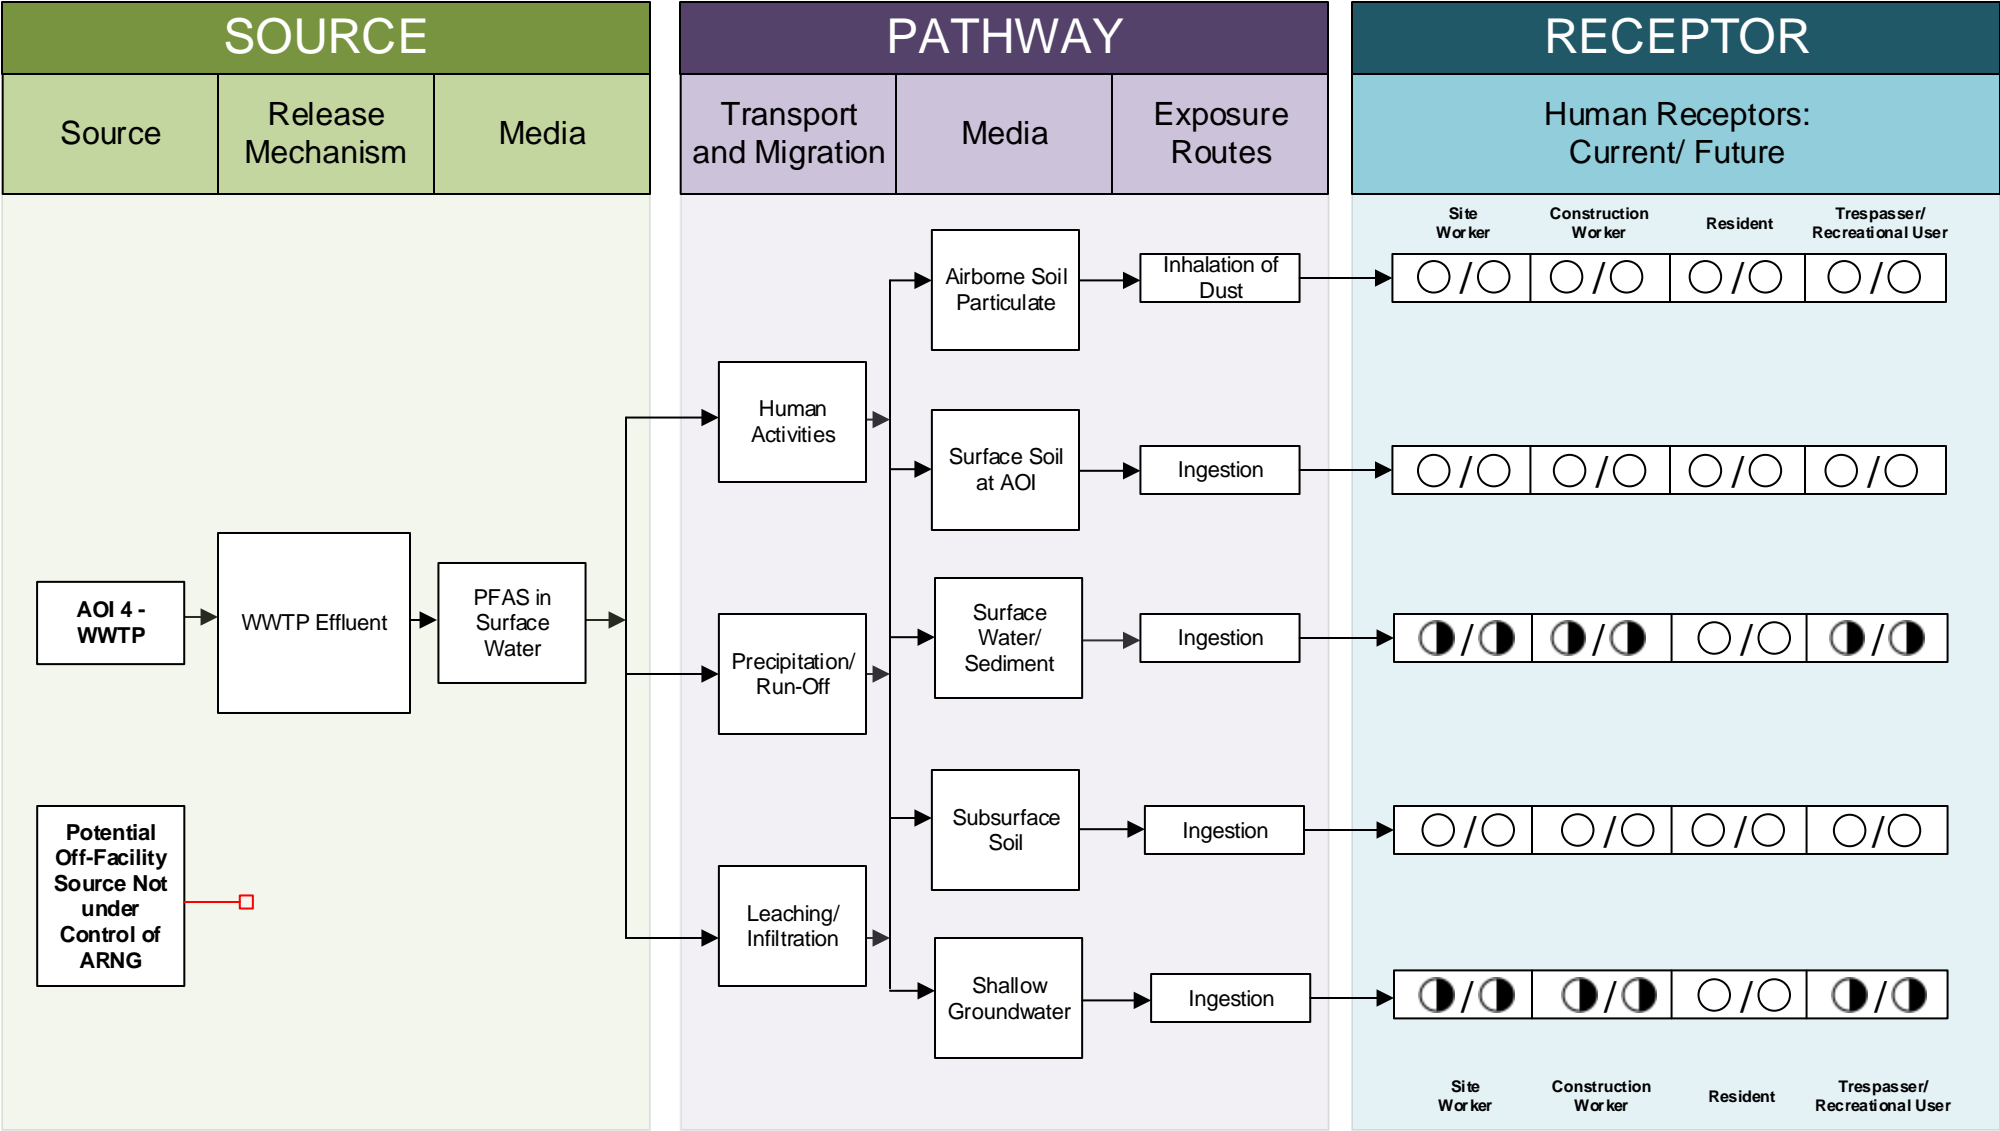 SOURCE
PATHWAY
RECEPTOR
Source
Release
Mechanism
Media
Transport
and Migration
Media
Exposure
Routes
Human Receptors:
Current/ Future
Site
Worker
Construction
Worker
Resident
Trespasser/
Recreational User
Airborne Soil
Particulate
Inhalation of
Dust
/
/
/
/
Human
Activities
Surface Soil
at AOI
Ingestion
/
/
/
/
AOI 4 -
WWTP
WWTP Effluent
PFAS in
Surface
Water
Precipitation/
Run-Off
Surface
Water/
Sediment
Ingestion
/
/
/
/
Potential
Off-Facility
Source Not
under
Control of
ARNG
Subsurface
Soil
Ingestion
/
/
/
/
Leaching/
Infiltration
Shallow
Groundwater
Ingestion
/
/
/
/
Site
Worker
Construction
Worker
Resident
Trespasser/
Recreational User